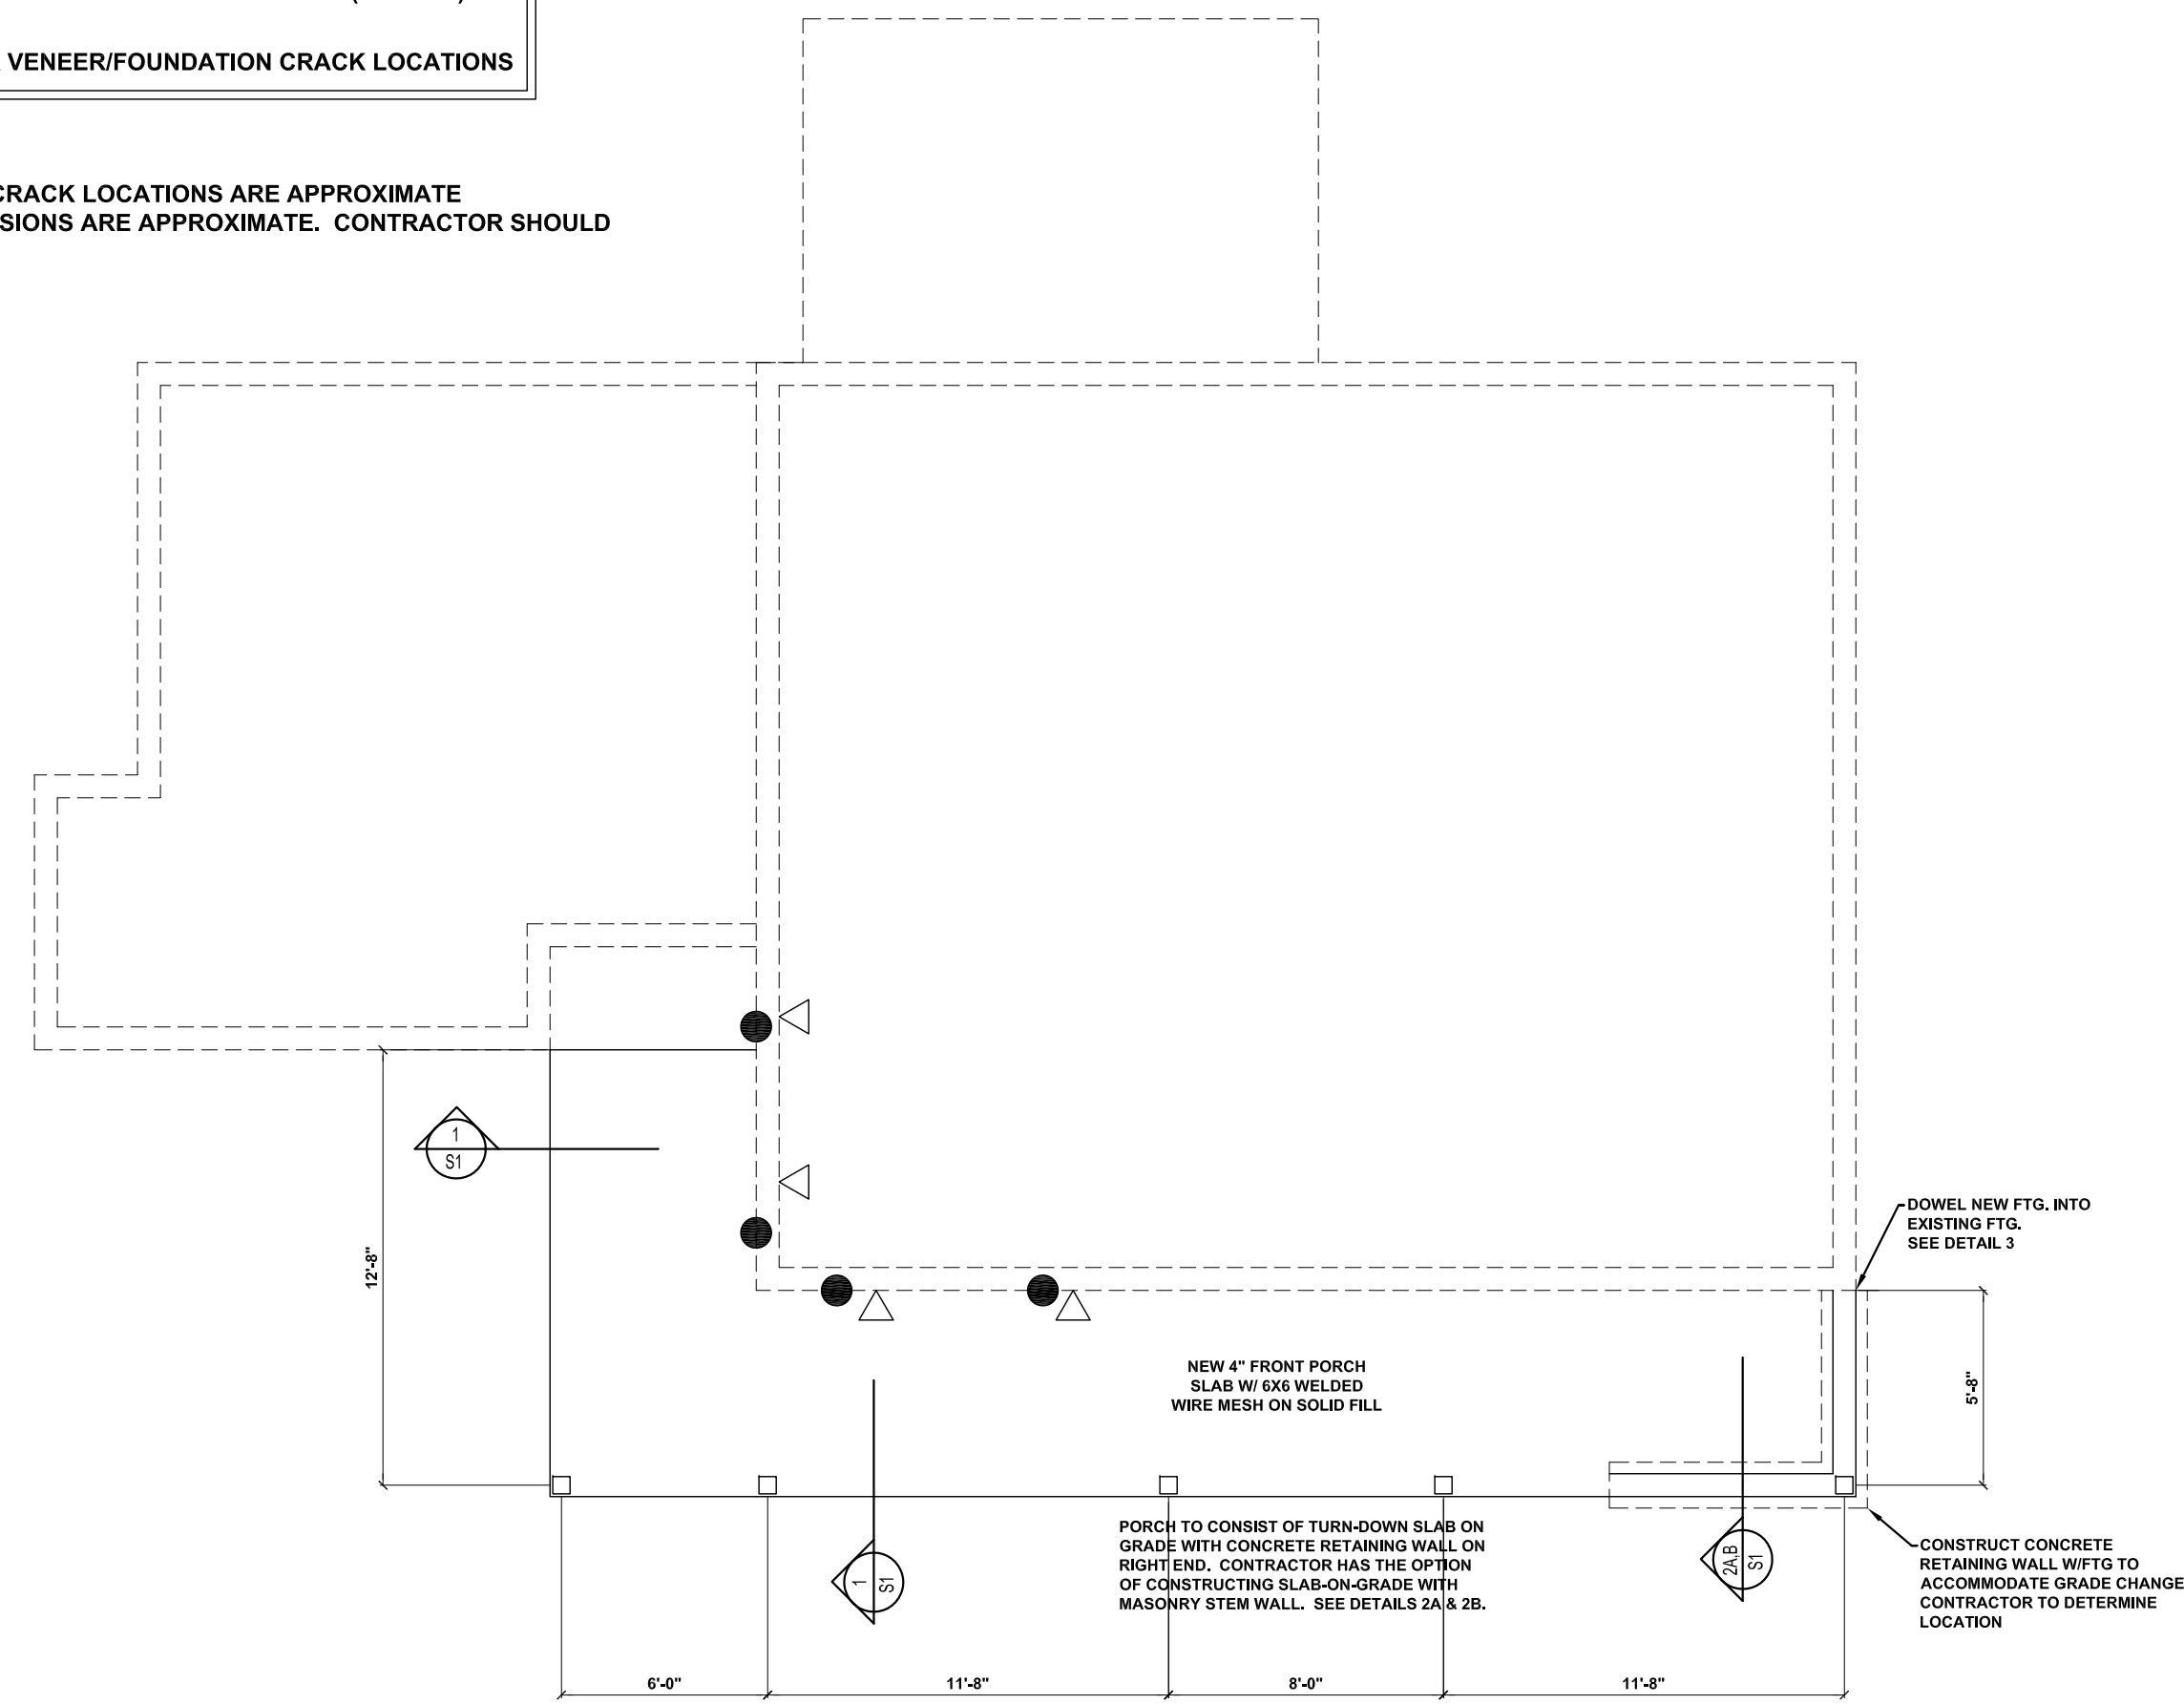 VENEER/FOUNDATION CRACK LOCATIONS
CRACK LOCATIONS ARE APPROXIMATE
SIONS ARE APPROXIMATE. CONTRACTOR SHOULD
1
S1
12'-8"
DOWEL NEW FTG. INTO
EXISTING FTG.
SEE DETAIL 3
5'-8"
NEW 4" FRONT PORCH
SLAB W/ 6X6 WELDED
WIRE MESH ON SOLID FILL
PORCH TO CONSIST OF TURN-DOWN SLAB ON
GRADE WITH CONCRETE RETAINING WALL ON
RIGHT END. CONTRACTOR HAS THE OPTION
OF CONSTRUCTING SLAB-ON-GRADE WITH
MASONRY STEM WALL. SEE DETAILS 2A & 2B.
1
S1
2A,B
S1
CONSTRUCT CONCRETE
RETAINING WALL W/FTG TO
ACCOMMODATE GRADE CHANGE
CONTRACTOR TO DETERMINE
LOCATION
6'-0"
11'-8"
8'-0"
11'-8"